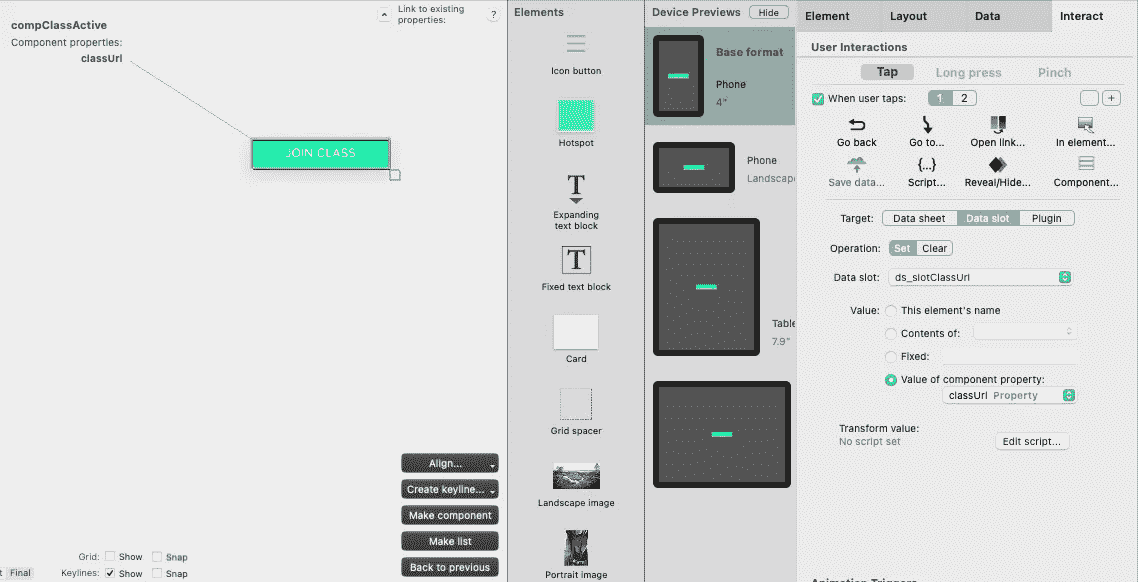 compClassActive
Component properties:
classUrl
Link to existing
properties:
?
JOIN CLASS
Align...
Create keyline...
Make component
Make list
Back to previous
Grid: Show Snap
Final Keylines: Show Snap
Elements
Icon button
Hotspot
T
Expanding
text block
T
Fixed text block
Card
Grid spacer
Landscape image
Portrait image
Device Previews Hide
Base format
Phone
4"
Phone
Landscape
Table
7.9"
Element Layout Data Interact
User Interactions
Tap Long press Pinch
When user taps: 1 2 +
Go back Go to... Open link... In element...
{...}
Save data... Script... Reveal/Hide... Component...
Target: Data sheet Data slot Plugin
Operation: Set Clear
Data slot: ds_slotClassUrl
Value: This element's name
Contents of:
Fixed:
Value of component property:
classUrl Property
Transform value:
No script set Edit script...
Animation Triggers